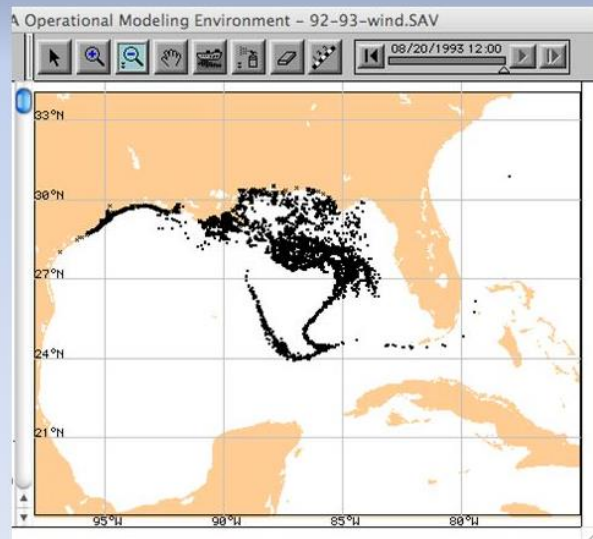 A Operational Modeling Environment – 92-93-wind.SAV
08/20/1993 12:00
33°N
30°N
27°N
24°N
21°N
95°W
90°W
85°W
80°W